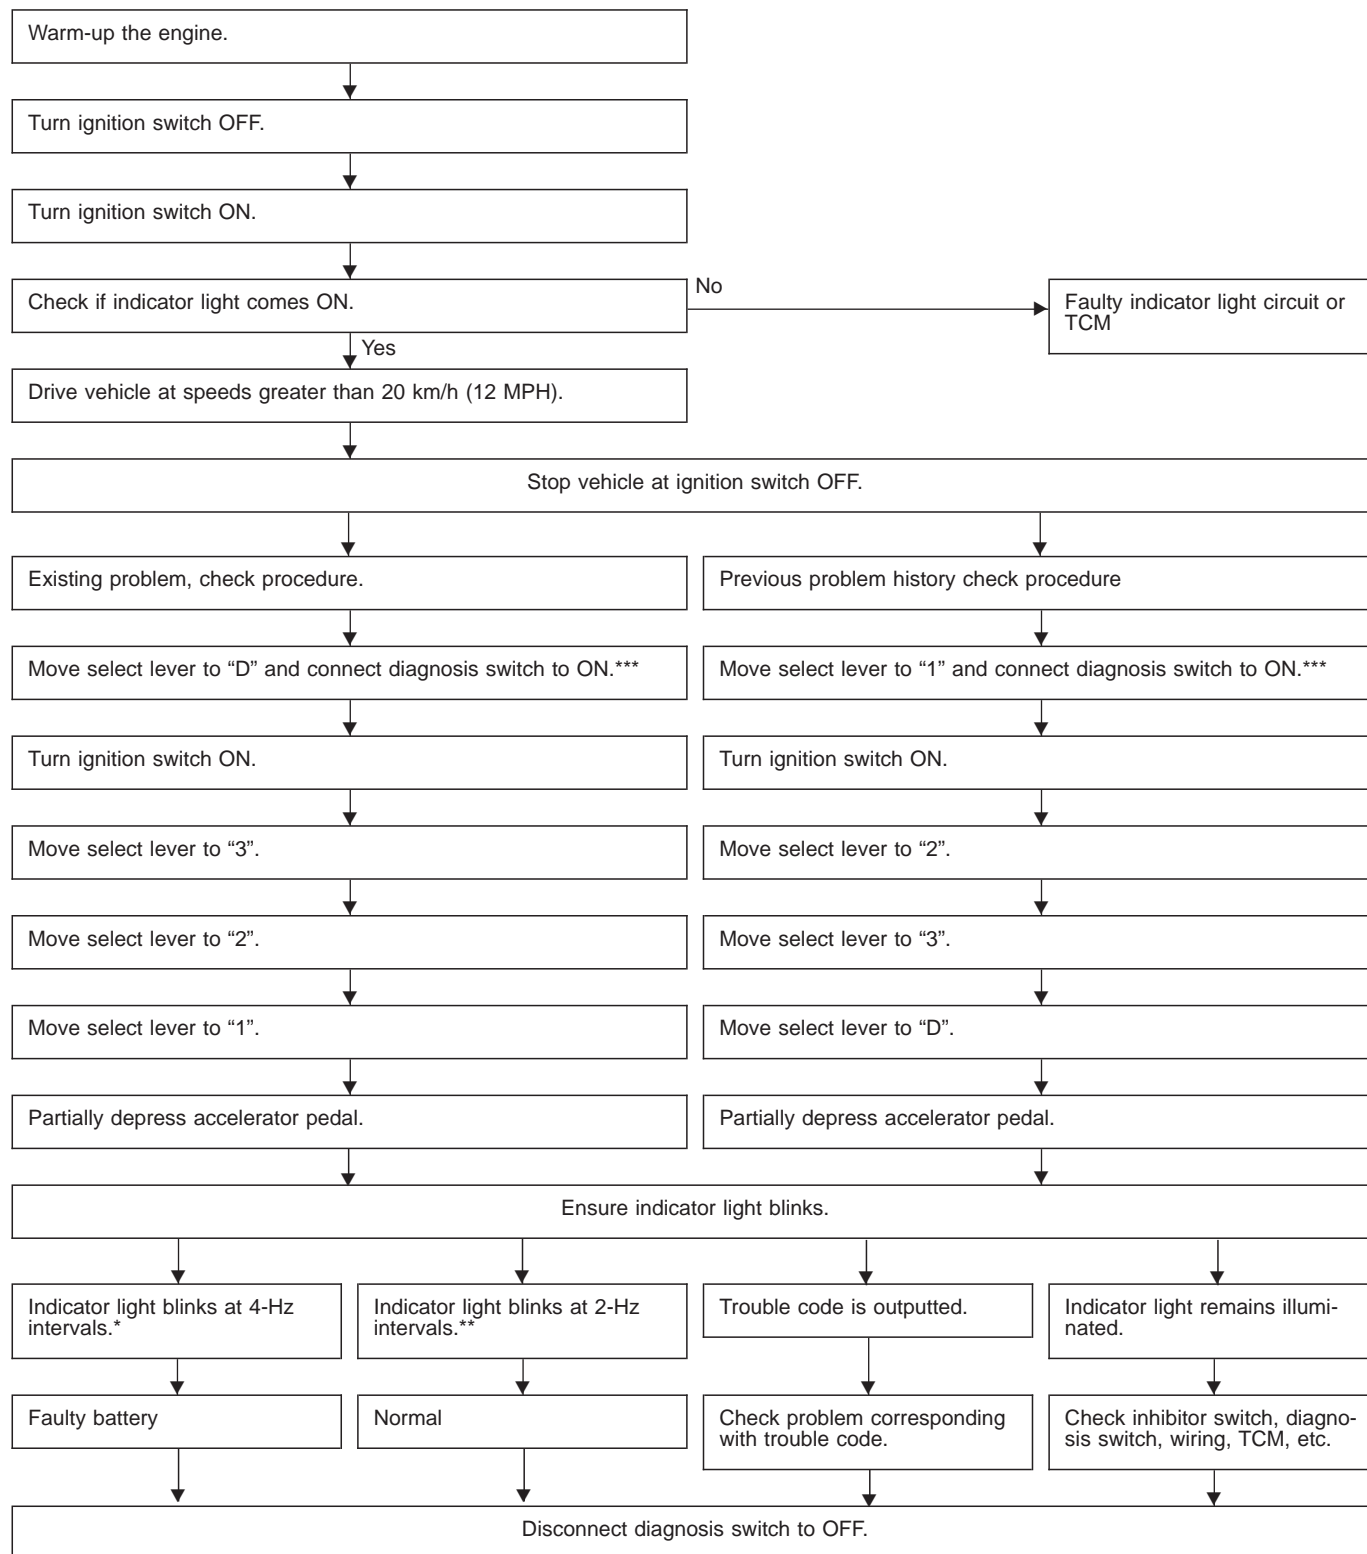 Warm-up the engine.
Turn ignition switch OFF.
Turn ignition switch ON.
Check if indicator light comes ON.
No
Faulty indicator light circuit or
TCM
Yes
Drive vehicle at speeds greater than 20 km/h (12 MPH).
Stop vehicle at ignition switch OFF.
Existing problem, check procedure.
Previous problem history check procedure
Move select lever to “D” and connect diagnosis switch to ON.***
Move select lever to “1” and connect diagnosis switch to ON.***
Turn ignition switch ON.
Turn ignition switch ON.
Move select lever to “3”.
Move select lever to “2”.
Move select lever to “2”.
Move select lever to “3”.
Move select lever to “1”.
Move select lever to “D”.
Partially depress accelerator pedal.
Partially depress accelerator pedal.
Ensure indicator light blinks.
Indicator light blinks at 4-Hz
intervals.*
Indicator light blinks at 2-Hz
intervals.**
Trouble code is outputted.
Indicator light remains illumi-
nated.
Faulty battery
Normal
Check problem corresponding
with trouble code.
Check inhibitor switch, diagno-
sis switch, wiring, TCM, etc.
Disconnect diagnosis switch to OFF.